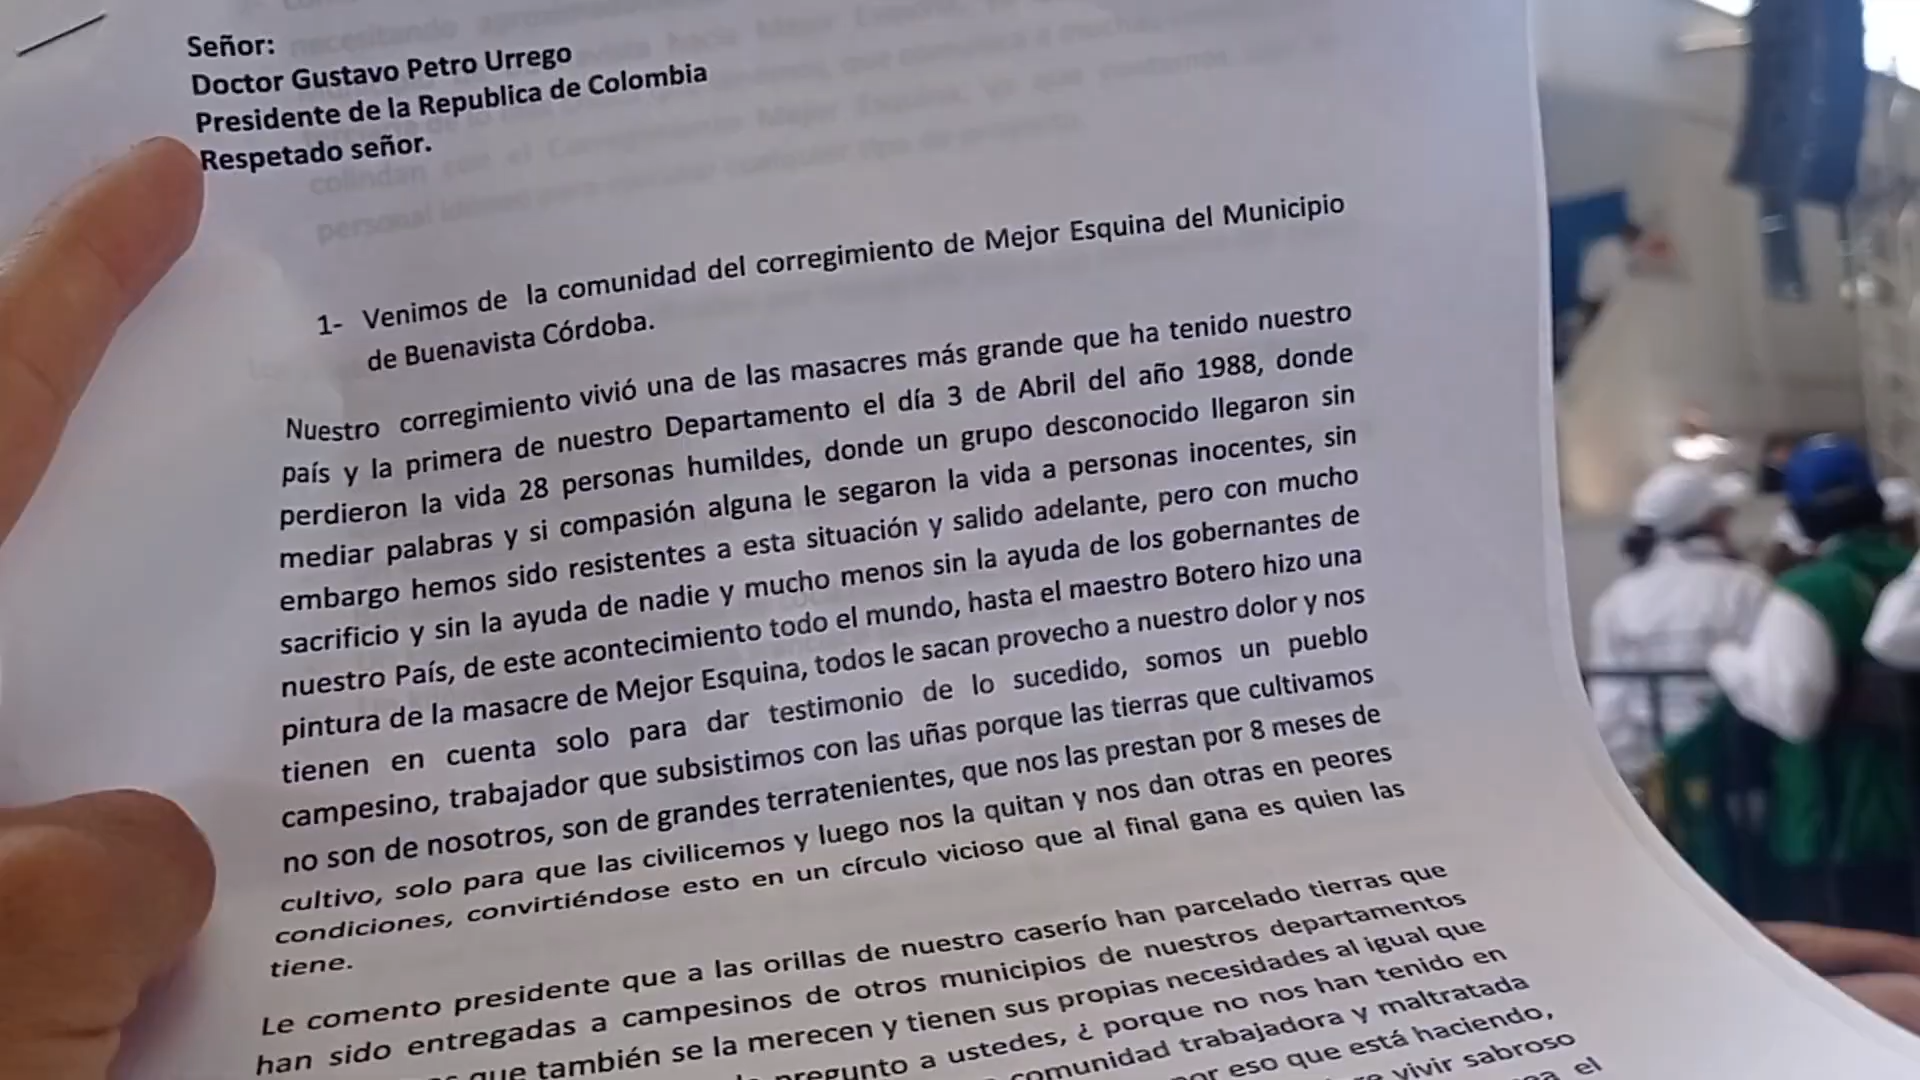 Señor:
Doctor Gustavo Petro Urrego
Presidente de la Republica de Colombia
Respetado señor.
1- Venimos de la comunidad del corregimiento de Mejor Esquina del Municipio
de Buenavista Córdoba.
Nuestro corregimiento vivió una de las masacres más grande que ha tenido nuestro
país y la primera de nuestro Departamento el día 3 de Abril del año 1988, donde
perdieron la vida 28 personas humildes, donde un grupo desconocido llegaron sin
mediar palabras y si compasión alguna le segaron la vida a personas inocentes, sin
embargo hemos sido resistentes a esta situación y salido adelante, pero con mucho
sacrificio y sin la ayuda de nadie y mucho menos sin la ayuda de los gobernantes de
nuestro País, de este acontecimiento todo el mundo, hasta el maestro Botero hizo una
pintura de la masacre de Mejor Esquina, todos le sacan provecho a nuestro dolor y nos
tienen en cuenta solo para dar testimonio de lo sucedido, somos un pueblo
campesino, trabajador que subsistimos con las uñas porque las tierras que cultivamos
no son de nosotros, son de grandes terratenientes, que nos las prestan por 8 meses de
cultivo, solo para que las civilicemos y luego nos la quitan y nos dan otras en peores
condiciones, convirtiéndose esto en un círculo vicioso que al final gana es quien las
tiene.
Le comento presidente que a las orillas de nuestro caserío han parcelado tierras que
han sido entregadas a campesinos de otros municipios de nuestros departamentos
que también se la merecen y tienen sus propias necesidades al igual que
pregunto a ustedes, ¿ porque no nos han tenido en
comunidad trabajadora y maltratada
por eso que está haciendo,
vivir sabroso
el